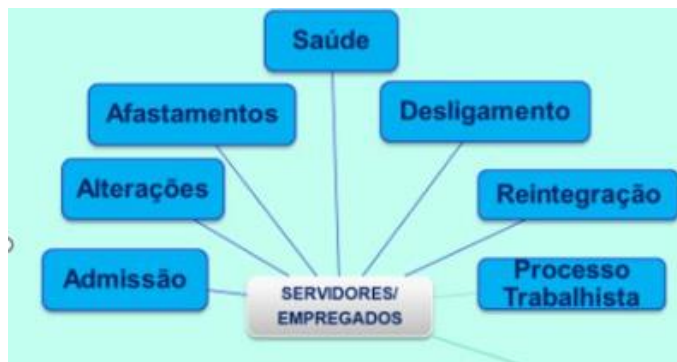 Saúde
Afastamentos
Desligamento
Alterações
Reintegração
Admissão
Processo
Trabalhista
SERVIDORES/
EMPREGADOS